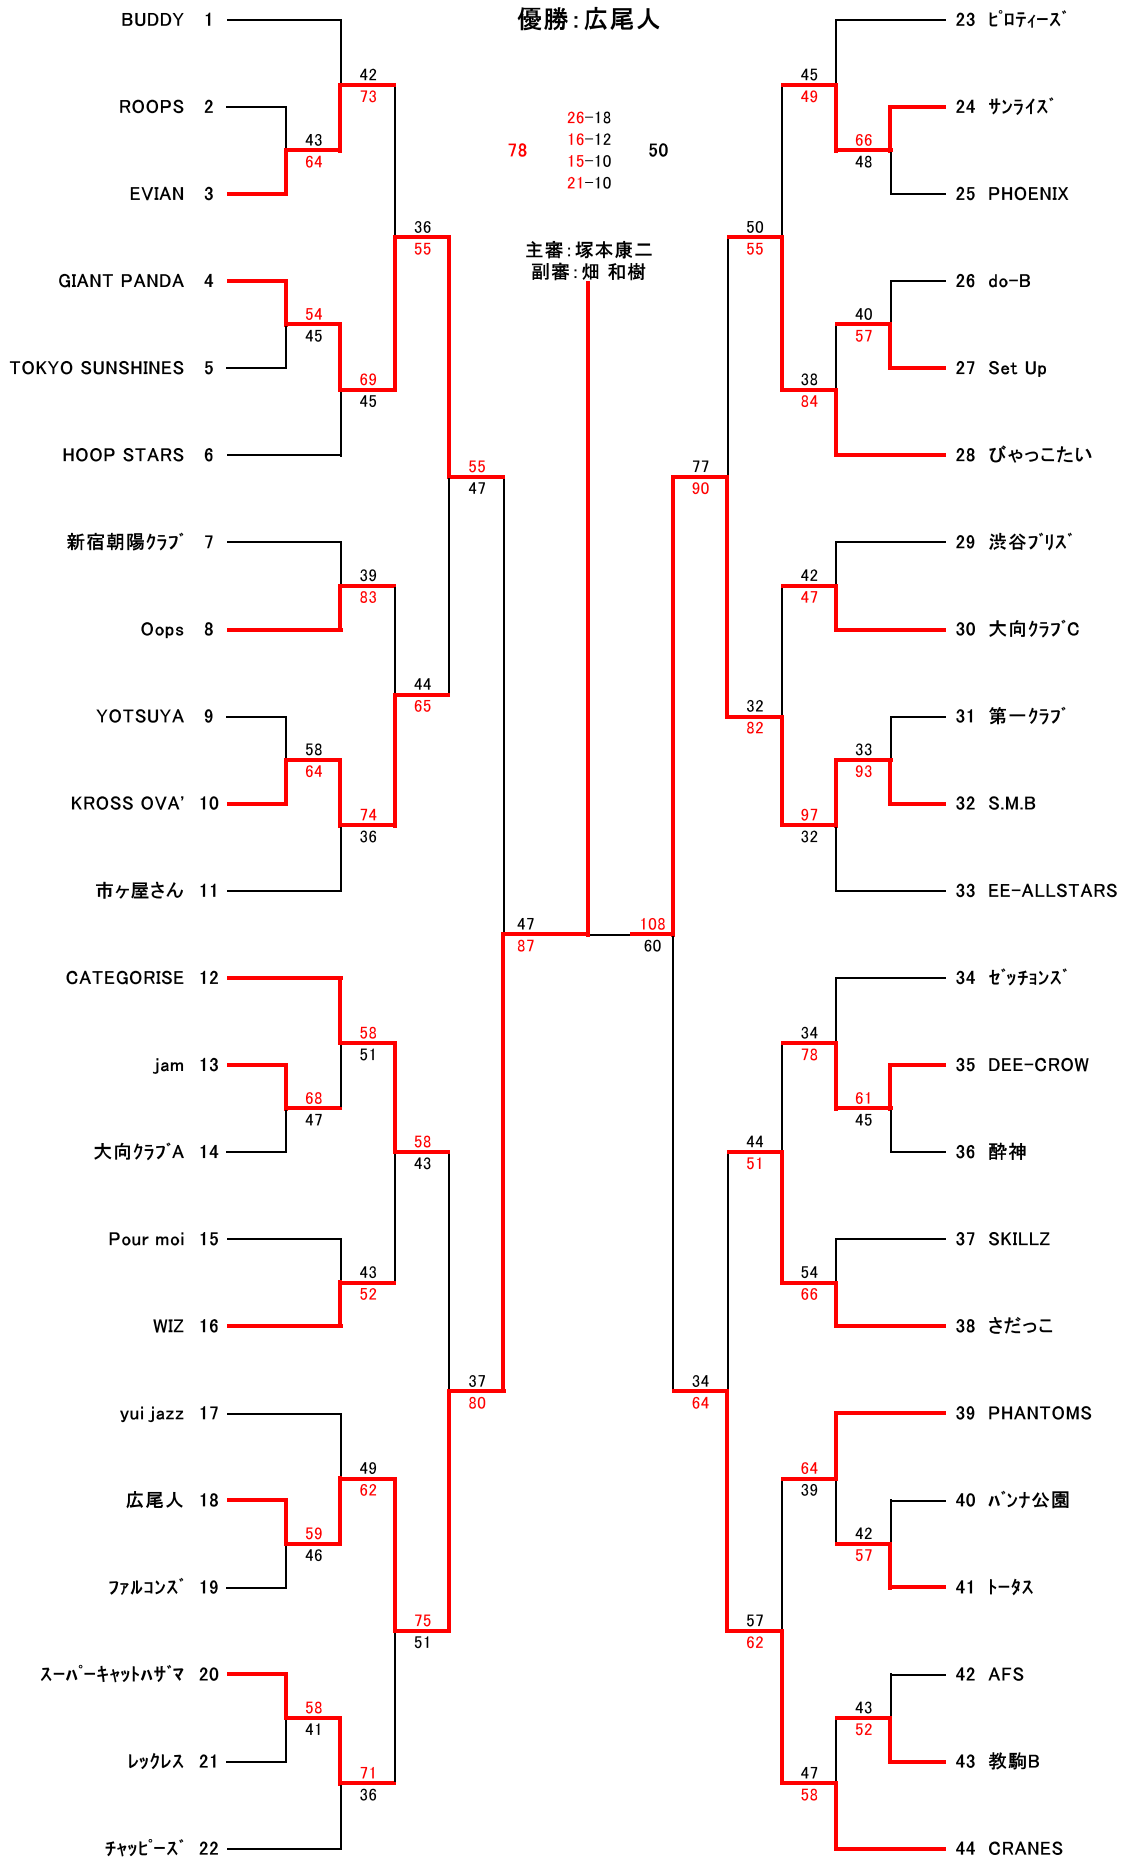 優勝：広尾人
78
26-18
16-12
15-10
21-10
50
主審：塚本康二
副審：畑 和樹
BUDDY 1
42
73
ROOPS 2
43
64
EVIAN 3
36
55
GIANT PANDA 4
54
45
TOKYO SUNSHINES 5
69
45
HOOP STARS 6
55
47
新宿朝陽ｸﾗﾌﾞ 7
39
83
Oops 8
44
65
YOTSUYA 9
58
64
KROSS OVA' 10
74
36
市ヶ屋さん 11
47
87
CATEGORISE 12
58
51
jam 13
68
47
大向ｸﾗﾌﾞA 14
58
43
Pour moi 15
43
52
WIZ 16
37
80
yui jazz 17
49
62
広尾人 18
59
46
ﾌｧﾙｺﾝｽﾞ 19
75
51
ｽｰﾊﾟｰｷｬｯﾄﾊｻﾞﾏ 20
58
41
ﾚｯｸﾚｽ 21
71
36
ﾁｬｯﾋﾟｰｽﾞ 22
23 ﾋﾟﾛﾃｨｰｽﾞ
45
49
24 ｻﾝﾗｲｽﾞ
66
48
25 PHOENIX
50
55
26 do-B
40
57
27 Set Up
38
84
28 びゃっこたい
77
90
29 渋谷ﾌﾞﾘｽﾞ
42
47
30 大向ｸﾗﾌﾞC
32
82
31 第一ｸﾗﾌﾞ
33
93
32 S.M.B
97
32
33 EE-ALLSTARS
108
60
34 ｾﾞｯﾁｮﾝｽﾞ
34
78
35 DEE-CROW
61
45
36 酔神
44
51
37 SKILLZ
54
66
38 さだっこ
34
64
39 PHANTOMS
64
39
40 ﾊﾞﾝﾅ公園
42
57
41 ﾄｰﾀｽ
57
62
42 AFS
43
52
43 教駒B
47
58
44 CRANES